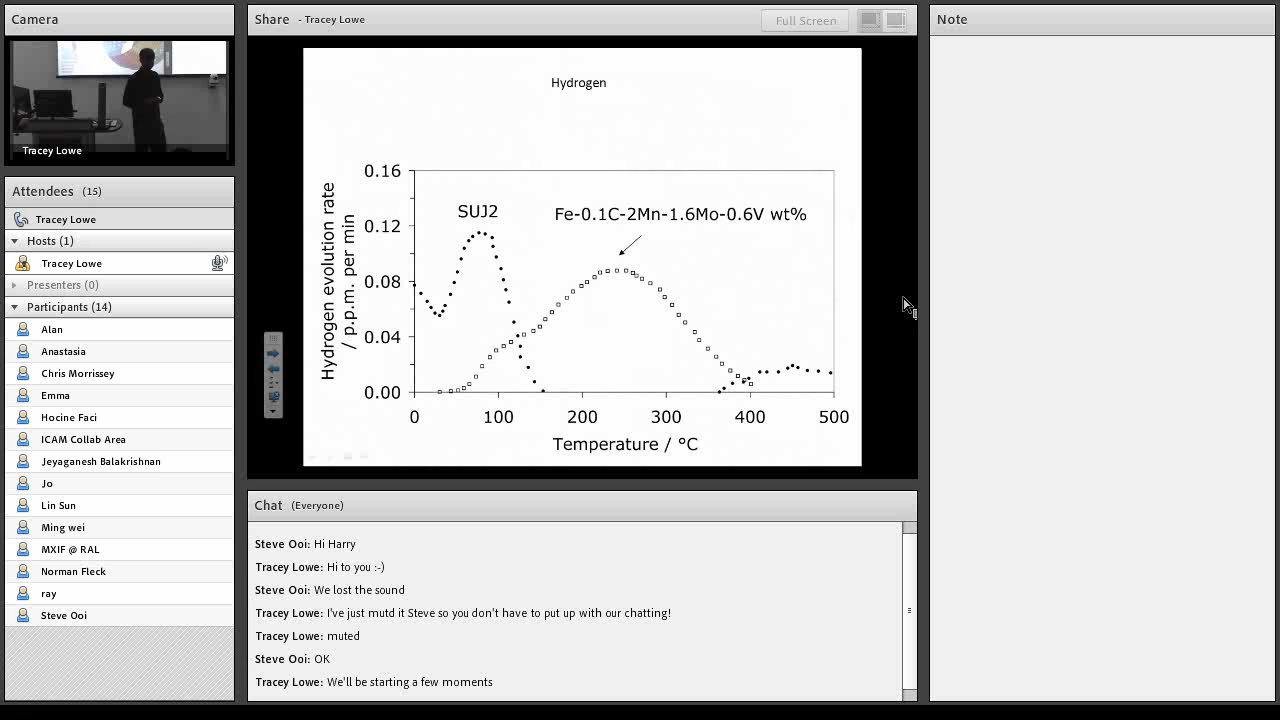 Camera
Tracey Lowe
Attendees (15)
Tracey Lowe
Hosts (1)
Tracey Lowe
Presenters (0)
Participants (14)
Alan
Anastasia
Chris Morrissey
Emma
Hocine Faci
ICAM Collab Area
Jeyaganesh Balakrishnan
Jo
Lin Sun
Ming wei
MXIF @ RAL
Norman Fleck
ray
Steve Ooi
Share - Tracey Lowe
Full Screen
Hydrogen
Hydrogen evolution rate
/ p.p.m. per min
0.16
0.12
0.08
0.04
0.00
SUJ2
Fe-0.1C-2Mn-1.6Mo-0.6V wt%
0 100 200 300 400 500
Temperature / °C
Chat (Everyone)
Steve Ooi: Hi Harry
Tracey Lowe: Hi to you :-)
Steve Ooi: We lost the sound
Tracey Lowe: I've just mutd it Steve so you don't have to put up with our chatting!
Tracey Lowe: muted
Steve Ooi: OK
Tracey Lowe: We'll be starting a few moments
Note